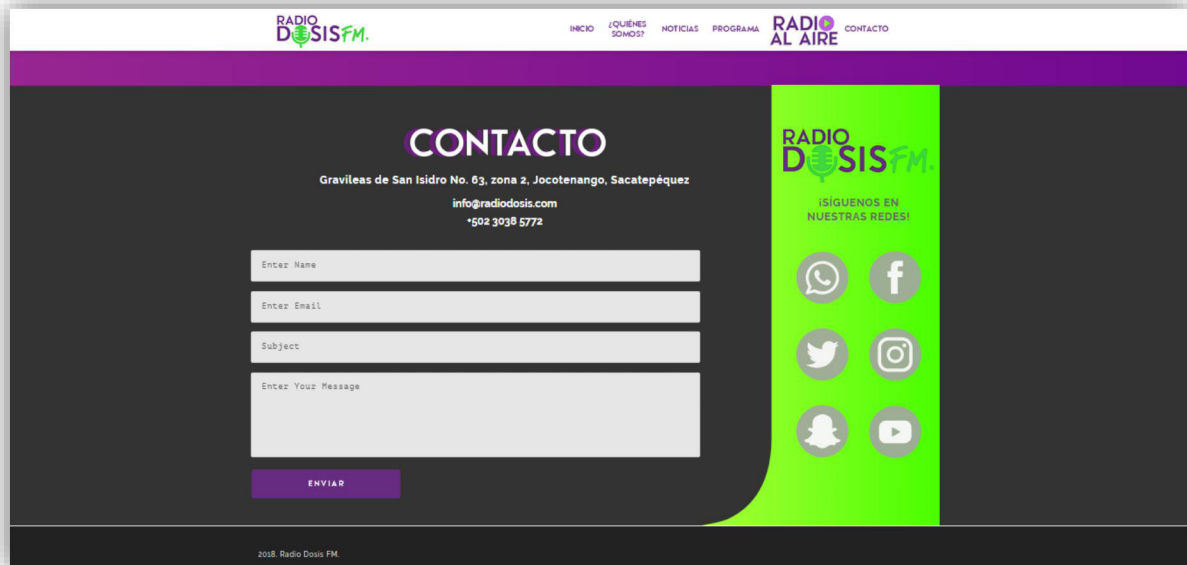 RADIO
DOSIS FM.
INICIO
¿QUIÉNES
SOMOS?
NOTICIAS
PROGRAMA
RADIO
AL AIRE
CONTACTO
CONTACTO
Gravileas de San Isidro No. 63, zona 2, Jocotenango, Sacatepéquez
info@radiodosis.com
+502 3038 5772
Enter Name
Enter Email
Subject
Enter Your Message
ENVIAR
RADIO
DOSIS FM.
¡SÍGUENOS EN
NUESTRAS REDES!
2018. Radio Dosis FM.